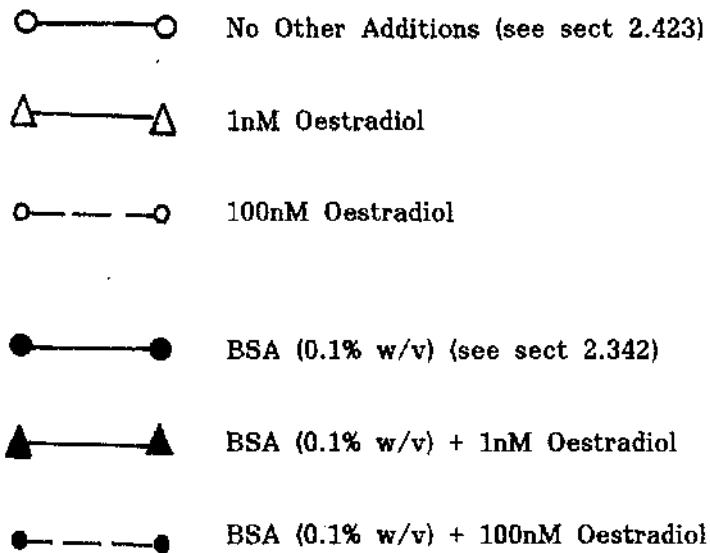 No Other Additions (see sect 2.423)
1nM Oestradiol
100nM Oestradiol
BSA (0.1% w/v) (see sect 2.342)
BSA (0.1% w/v) + 1nM Oestradiol
BSA (0.1% w/v) + 100nM Oestradiol